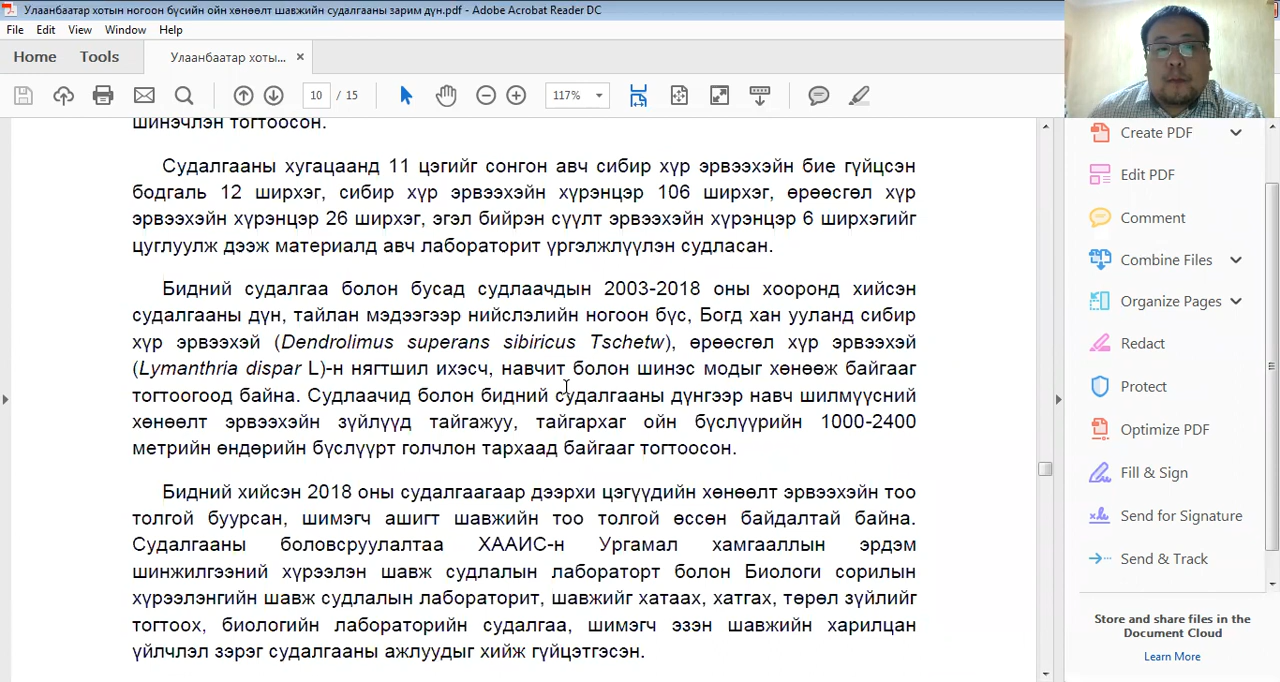 Улаанбаатар хотын ногоон бүсийн ойн хөнөөлт шавжийн судалгааны зарим дүн.pdf - Adobe Acrobat Reader DC
File Edit View Window Help
Home Tools Улаанбаатар хоты... ×
10 / 15 117%
шинэчлэн тогтоосон.
Судалгааны хугацаанд 11 цэгийг сонгон авч сибир хүр эрвээхэйн бие гүйцсэн
бодгаль 12 ширхэг, сибир хүр эрвээхэйн хүрэнцэр 106 ширхэг, өрөөсгөл хүр
эрвээхэйн хүрэнцэр 26 ширхэг, эгэл бийрэн сүүлт эрвээхэйн хүрэнцэр 6 ширхэгийг
цуглуулж дээж материалд авч лабораторит үргэлжлүүлэн судласан.
Бидний судалгаа болон бусад судлаачдын 2003-2018 оны хооронд хийсэн
судалгааны дүн, тайлан мэдээгээр нийслэлийн ногоон бүс, Богд хан ууланд сибир
хүр эрвээхэй (Dendrolimus superans sibiricus Tschetw), өрөөсгөл хүр эрвээхэй
(Lymanthria dispar L)-н нягтшил ихэсч, навчит болон шинэс модыг хөнөөж байгааг
тогтоогоод байна. Судлаачид болон бидний судалгааны дүнгээр навч шилмүүсний
хөнөөлт эрвээхэйн зүйлүүд тайгажуу, тайгархаг ойн бүслүүрийн 1000-2400
метрийн өндөрийн бүслүүрт голчлон тархаад байгааг тогтоосон.
Бидний хийсэн 2018 оны судалгаагаар дээрхи цэгүүдийн хөнөөлт эрвээхэйн тоо
толгой буурсан, шимэгч ашигт шавжийн тоо толгой өссөн байдалтай байна.
Судалгааны боловсруулалтаа ХААИС-н Ургамал хамгааллын эрдэм
шинжилгээний хүрээлэн шавж судлалын лабораторт болон Биологи сорилын
хүрээлэнгийн шавж судлалын лабораторит, шавжийг хатаах, хатгах, төрөл зүйлийг
тогтоох, биологийн лабораторийн судалгаа, шимэгч эзэн шавжийн харилцан
үйлчлэл зэрэг судалгааны ажлуудыг хийж гүйцэтгэсэн.
Create PDF
Edit PDF
Comment
Combine Files
Organize Pages
Redact
Protect
Optimize PDF
Fill & Sign
Send for Signature
Send & Track
Store and share files in the
Document Cloud
Learn More